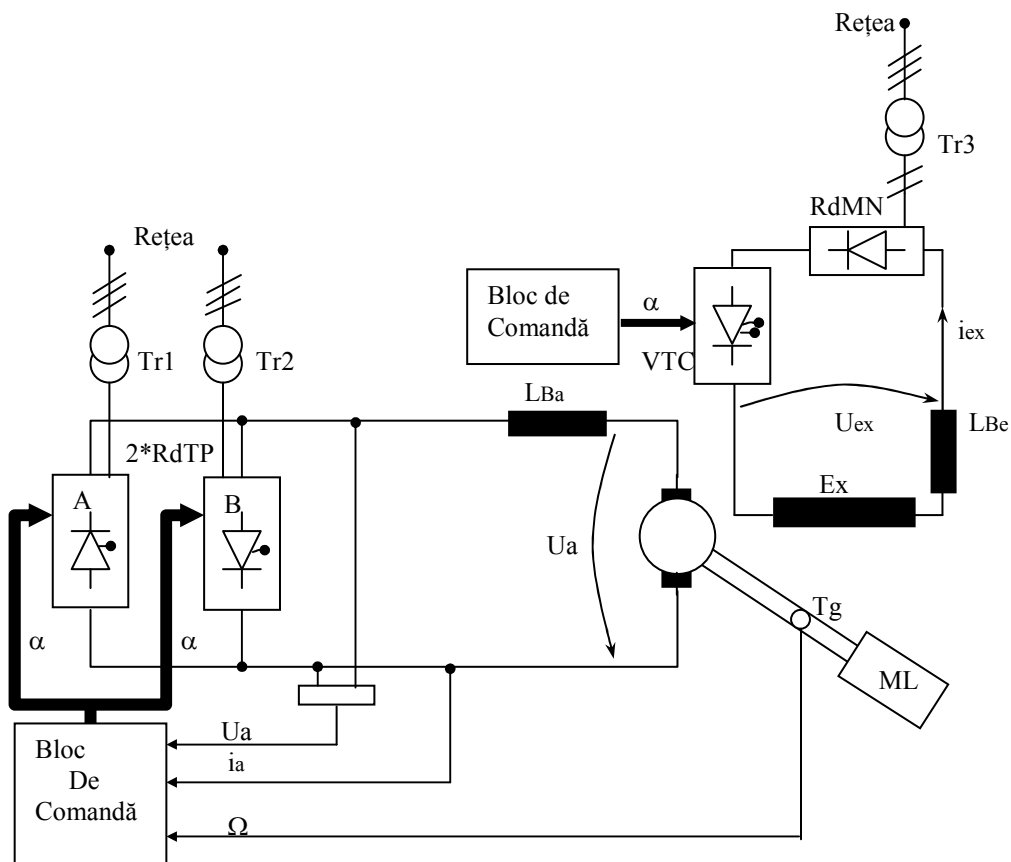 Rețea
Tr3
RdMN
Rețea
Bloc de
Comandă
α
VTC
iex
Tr1
Tr2
LBa
Uex
LBe
2*RdTP
A
B
Ex
Ua
Tg
α
α
ML
Ua
ia
Bloc
De
Comandă
Ω